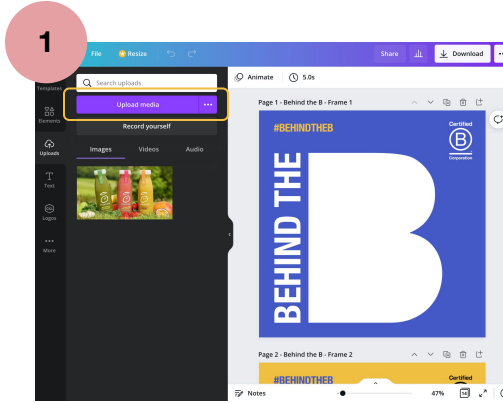 1
File
Resize
Share
Download
Search uploads
Animate
5.0s
Templates
Upload media
Page 1 - Behind the B - Frame 1
Elements
Record yourself
#BEHINDTHEB
Certified
B
Corporation
Images
Videos
Audio
Uploads
BEHIND THE
Text
Logos
More
Page 2 - Behind the B - Frame 2
#BEHINDTHEB
Certified
Notes
47%